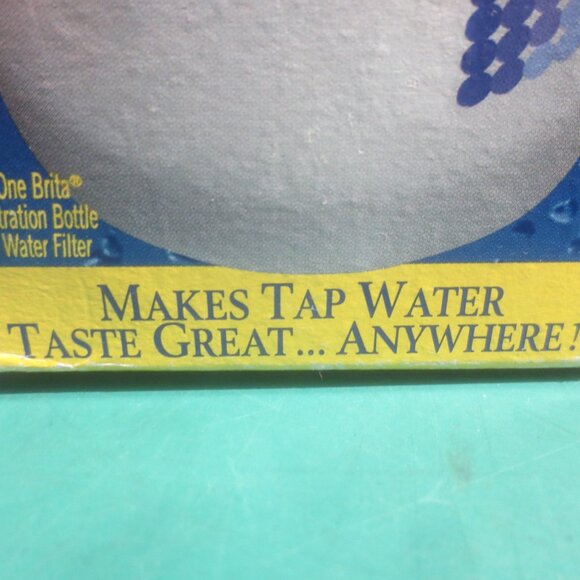 One Brita®
tration Bottle
Water Filter
MAKES TAP WATER
TASTE GREAT... ANYWHERE!